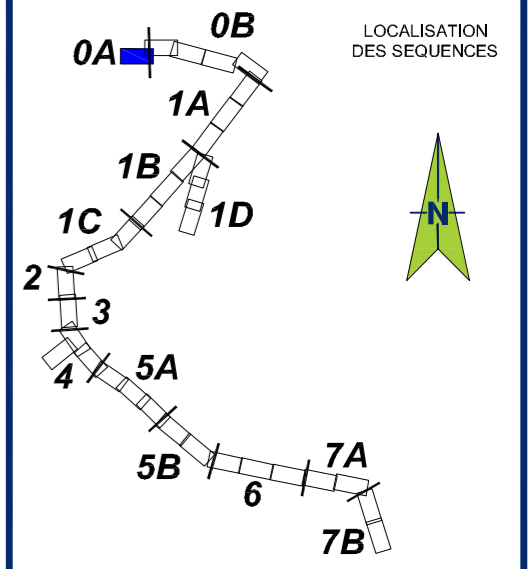 LOCALISATION
DES SEQUENCES
0B
0A
1A
1B
1D
1C
N
2
3
4
5A
5B
7A
6
7B